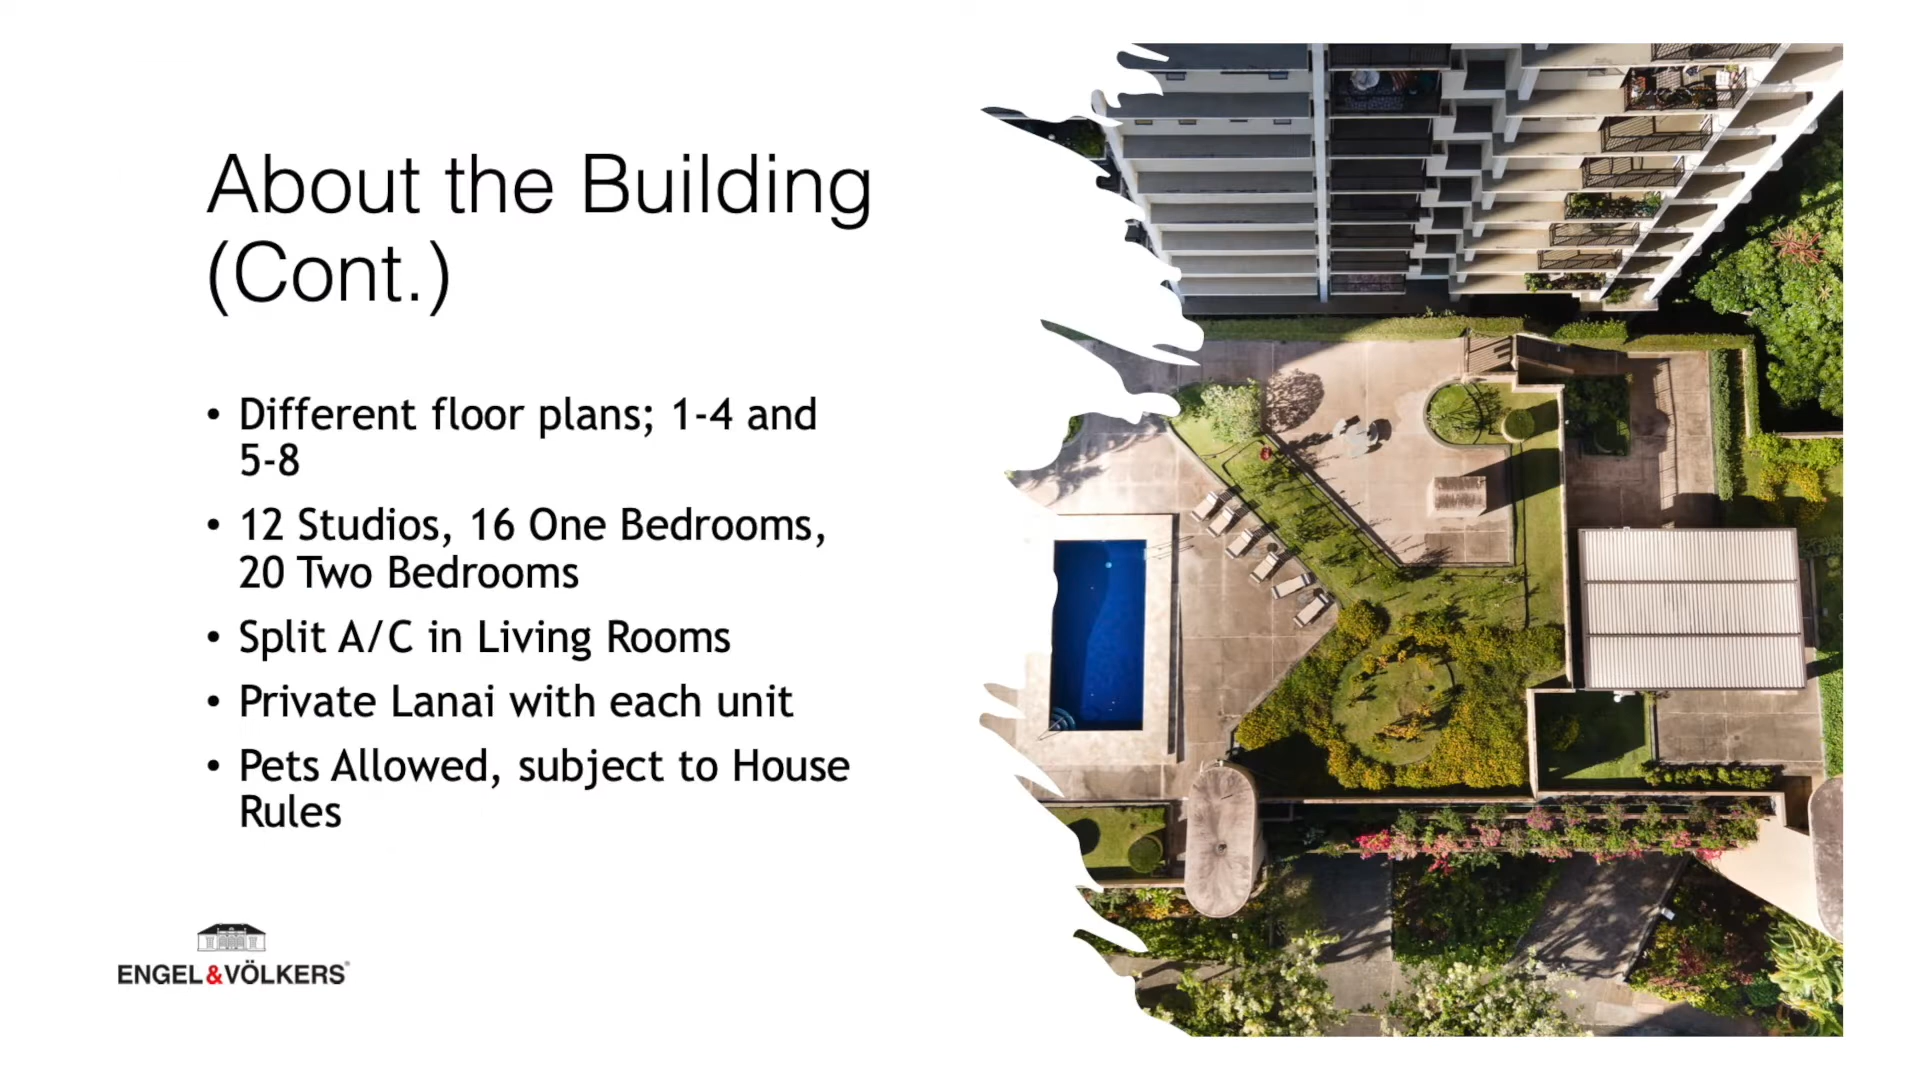 About the Building
(Cont.)
• Different floor plans; 1-4 and
5-8
• 12 Studios, 16 One Bedrooms,
20 Two Bedrooms
• Split A/C in Living Rooms
• Private Lanai with each unit
• Pets Allowed, subject to House
Rules
ENGEL&VÖLKERS®